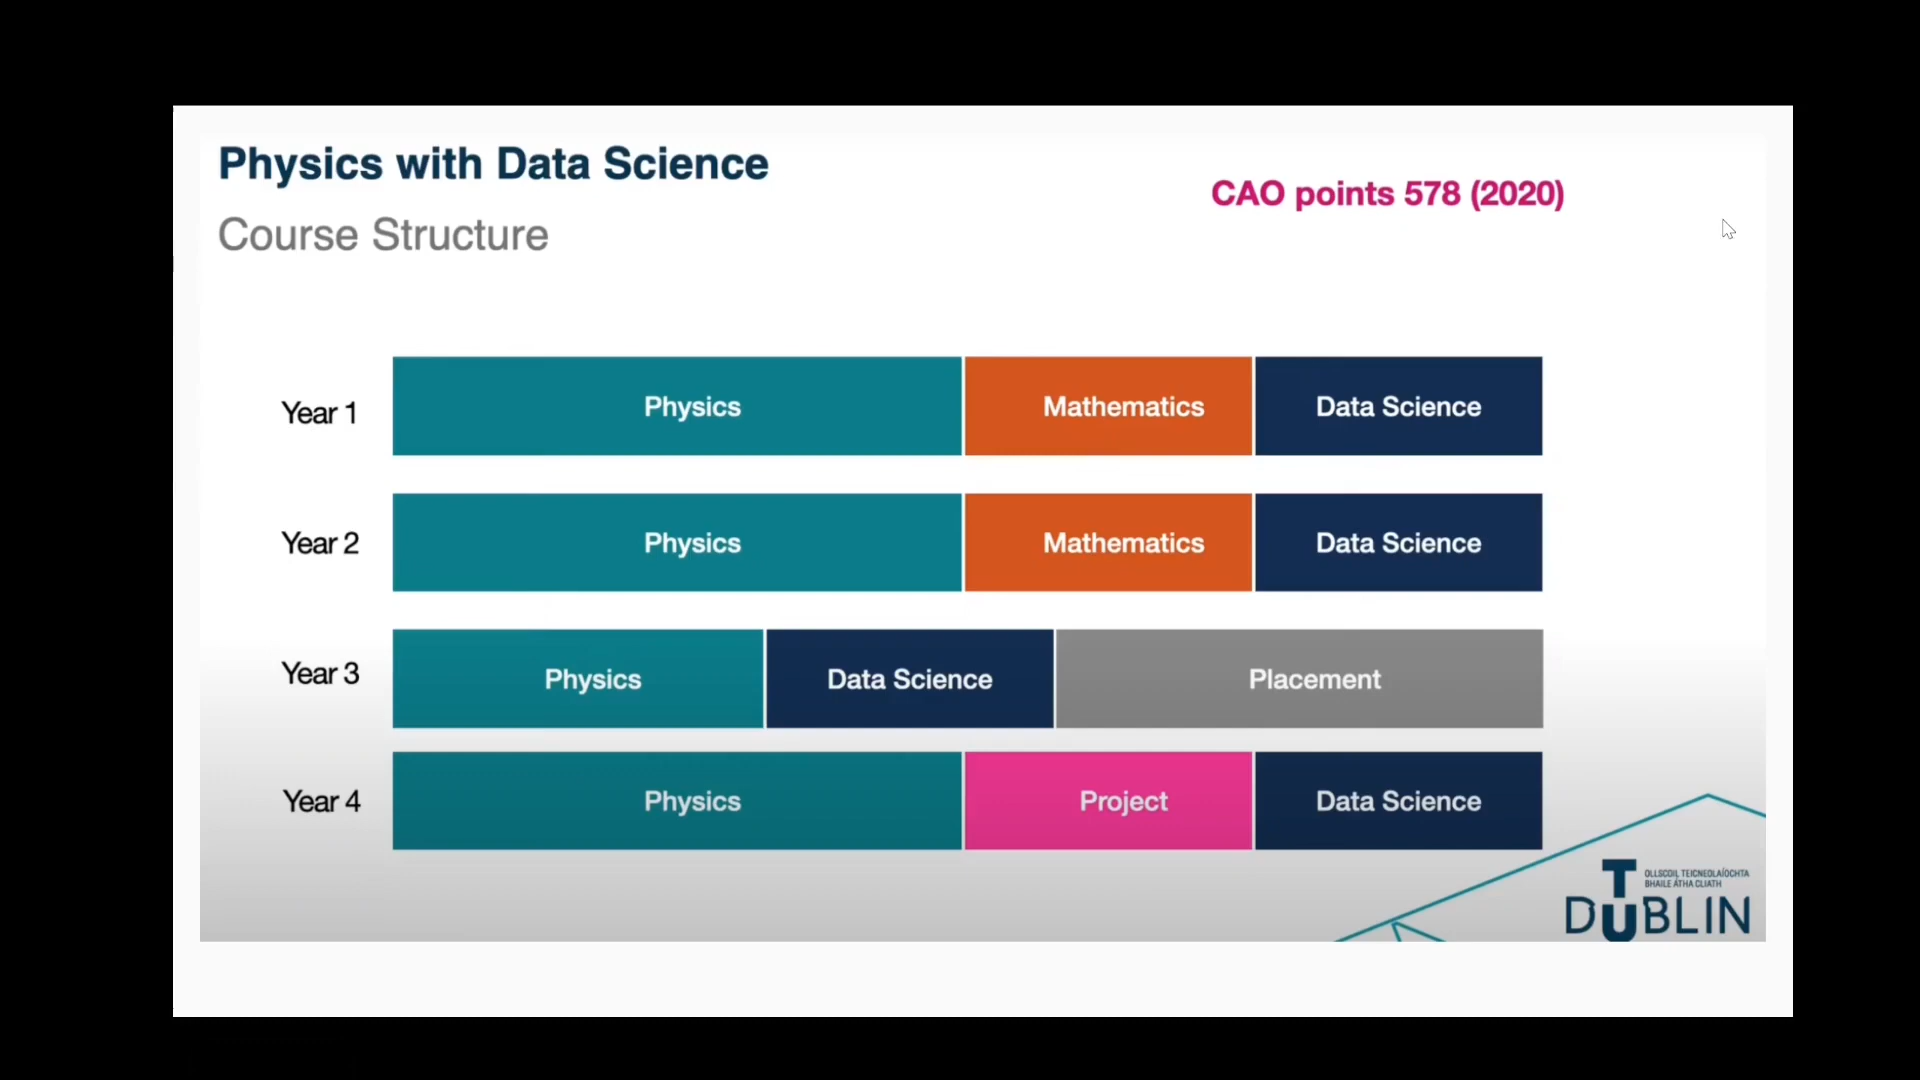 Physics with Data Science
CAO points 578 (2020)
Course Structure
Year 1
Physics
Mathematics
Data Science
Year 2
Physics
Mathematics
Data Science
Year 3
Physics
Data Science
Placement
Year 4
Physics
Project
Data Science
OLLSCOIL TEICNEOLAÍOCHTA
BHAILE ÁTHA CLIATH
TU DUBLIN